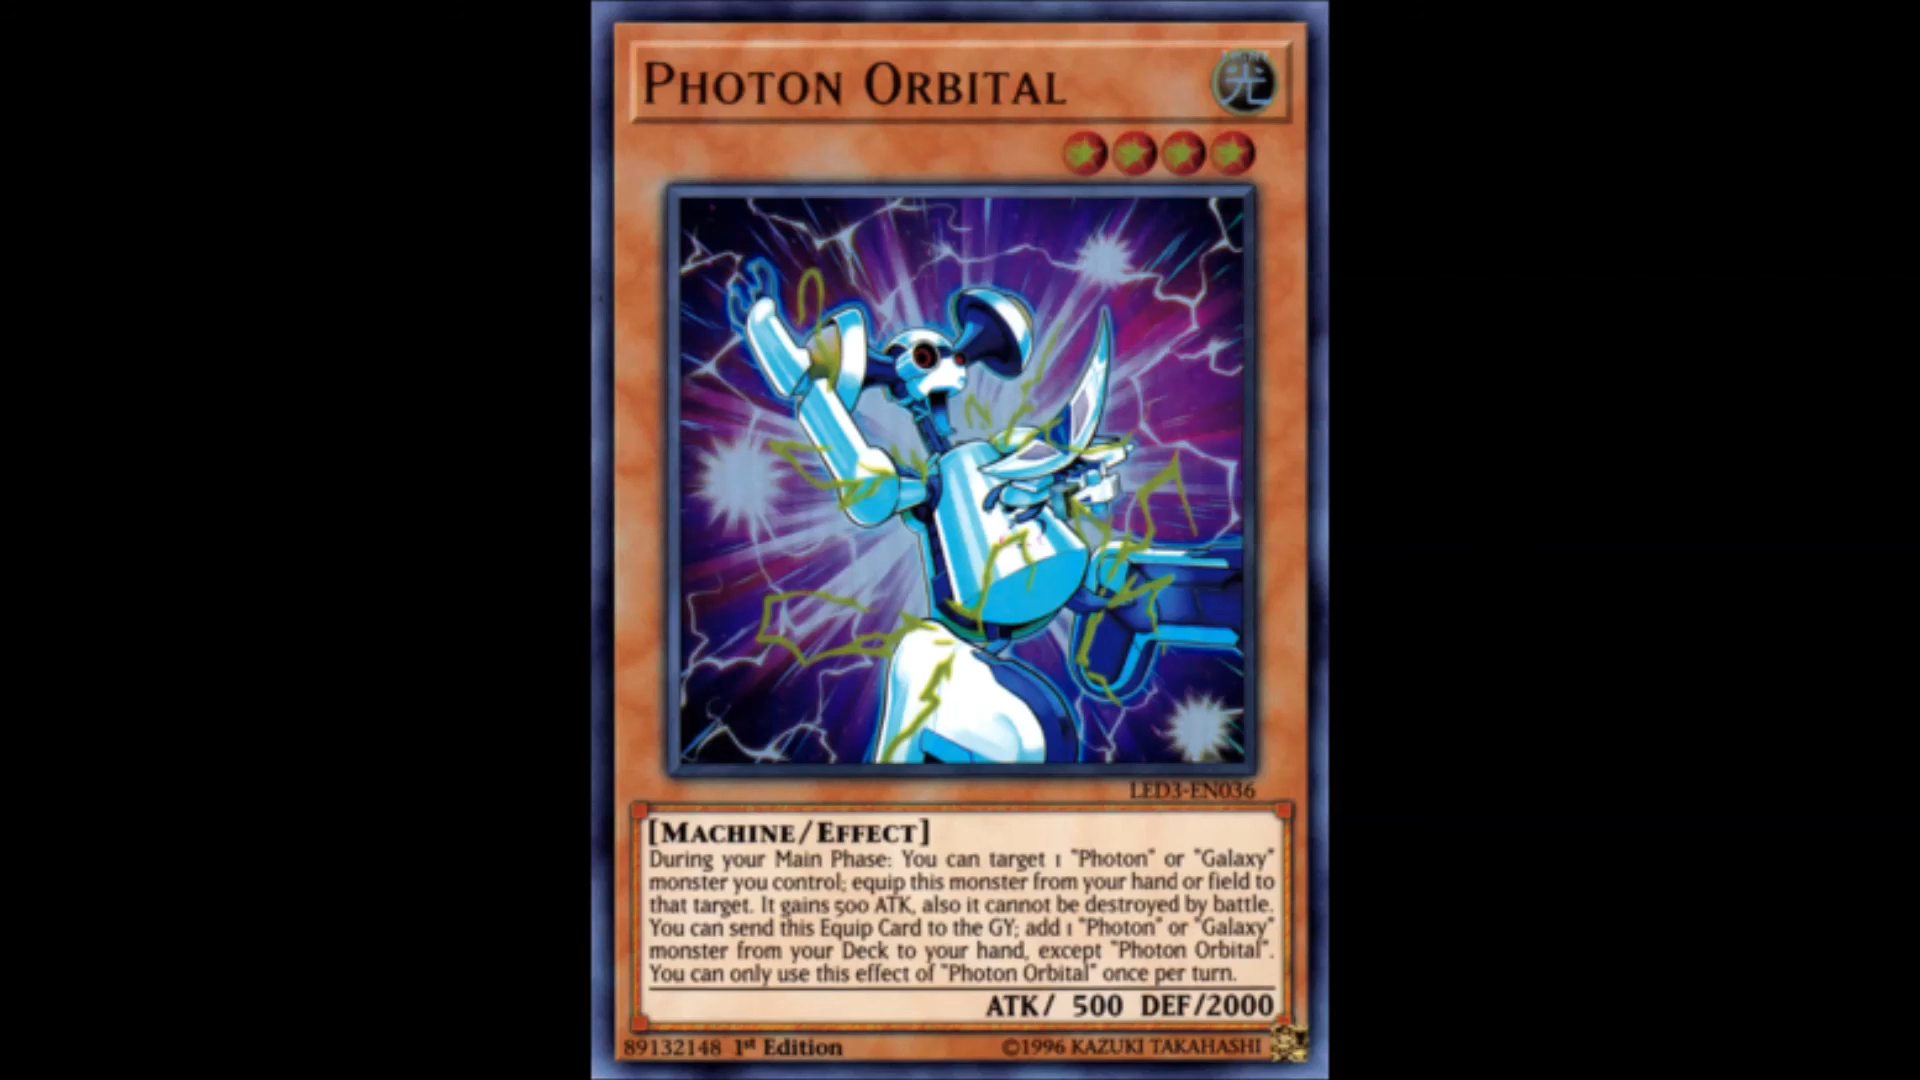 PHOTON ORBITAL
光
LED3-EN036
[MACHINE/EFFECT]
During your Main Phase: You can target 1 "Photon" or "Galaxy"
monster you control; equip this monster from your hand or field to
that target. It gains 500 ATK, also it cannot be destroyed by battle.
You can send this Equip Card to the GY; add 1 "Photon" or "Galaxy"
monster from your Deck to your hand, except "Photon Orbital".
You can only use this effect of "Photon Orbital" once per turn.
ATK/ 500 DEF/2000
89132148 1st Edition ©1996 KAZUKI TAKAHASHI